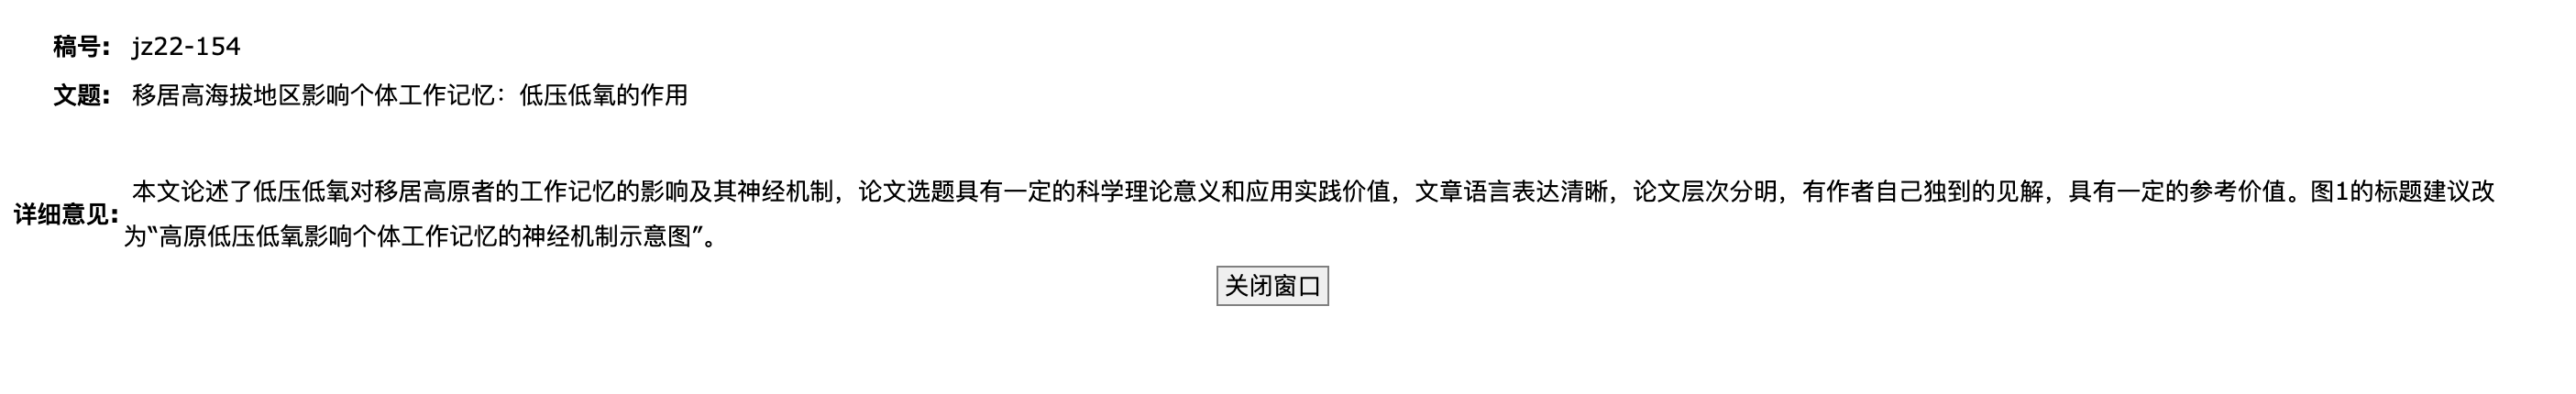 稿号: jz22-154
文题: 移居高海拔地区影响个体工作记忆：低压低氧的作用
本文论述了低压低氧对移居高原者的工作记忆的影响及其神经机制，论文选题具有一定的科学理论意义和应用实践价值，文章语言表达清晰，论文层次分明，有作者自己独到的见解，具有一定的参考价值。图1的标题建议改
详细意见:
为“高原低压低氧影响个体工作记忆的神经机制示意图”。
关闭窗口